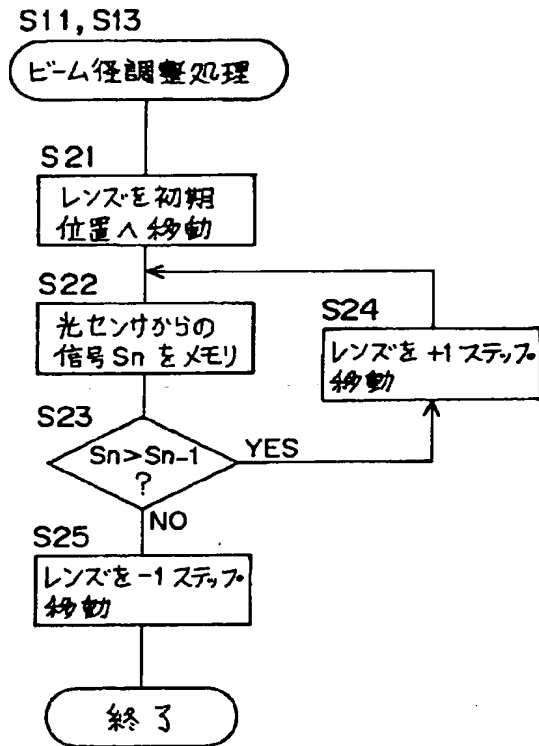 S11, S13
ビーム径調整処理
S21
レンズを初期
位置へ移動
S22
光センサからの
信号Snをメモリ
S24
レンズを+1ステップ
移動
S23
Sn>Sn-1
?
YES
NO
S25
レンズを-1ステップ
移動
終了